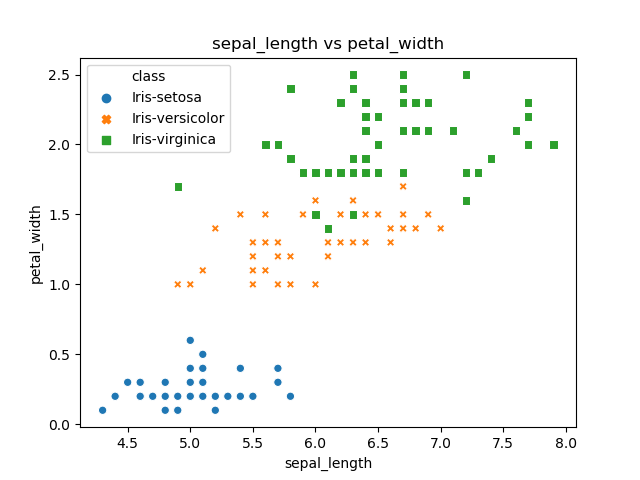 sepal_length vs petal_width
class
Iris-setosa
Iris-versicolor
Iris-virginica
petal_width
2.5
2.0
1.5
1.0
0.5
0.0
4.5 5.0 5.5 6.0 6.5 7.0 7.5 8.0
sepal_length